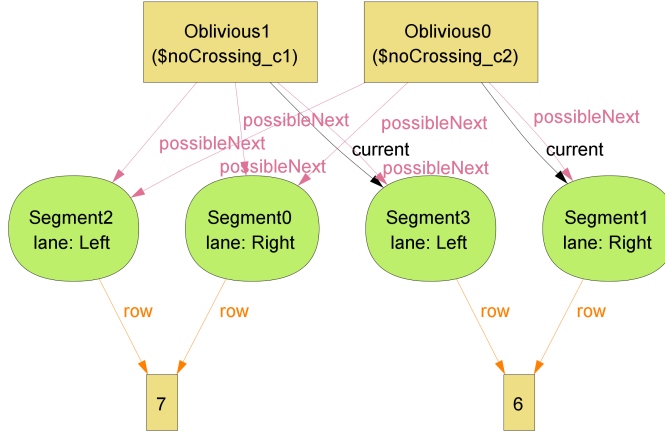 Oblivious1
($noCrossing_c1)
Oblivious0
($noCrossing_c2)
possibleNext
possibleNext
possibleNext
possibleNext
current
current
possibleNext
possibleNext
Segment2
lane: Left
Segment0
lane: Right
Segment3
lane: Left
Segment1
lane: Right
row
row
row
row
7
6